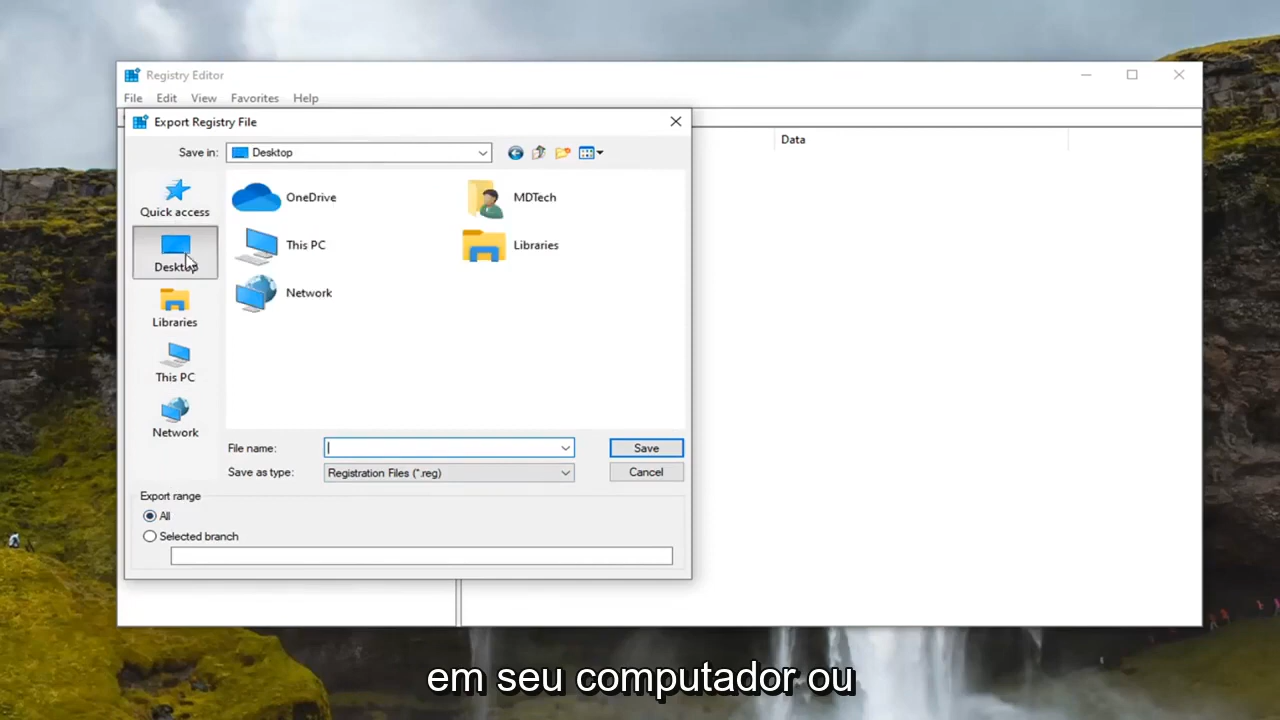 Registry Editor
File Edit View Favorites Help
Export Registry File
Data
Save in: Desktop
OneDrive
MDTech
Quick access
This PC
Libraries
Desktop
Network
Libraries
This PC
Network
File name:
Save
Save as type: Registration Files (*.reg)
Cancel
Export range
All
Selected branch
em seu computador ou